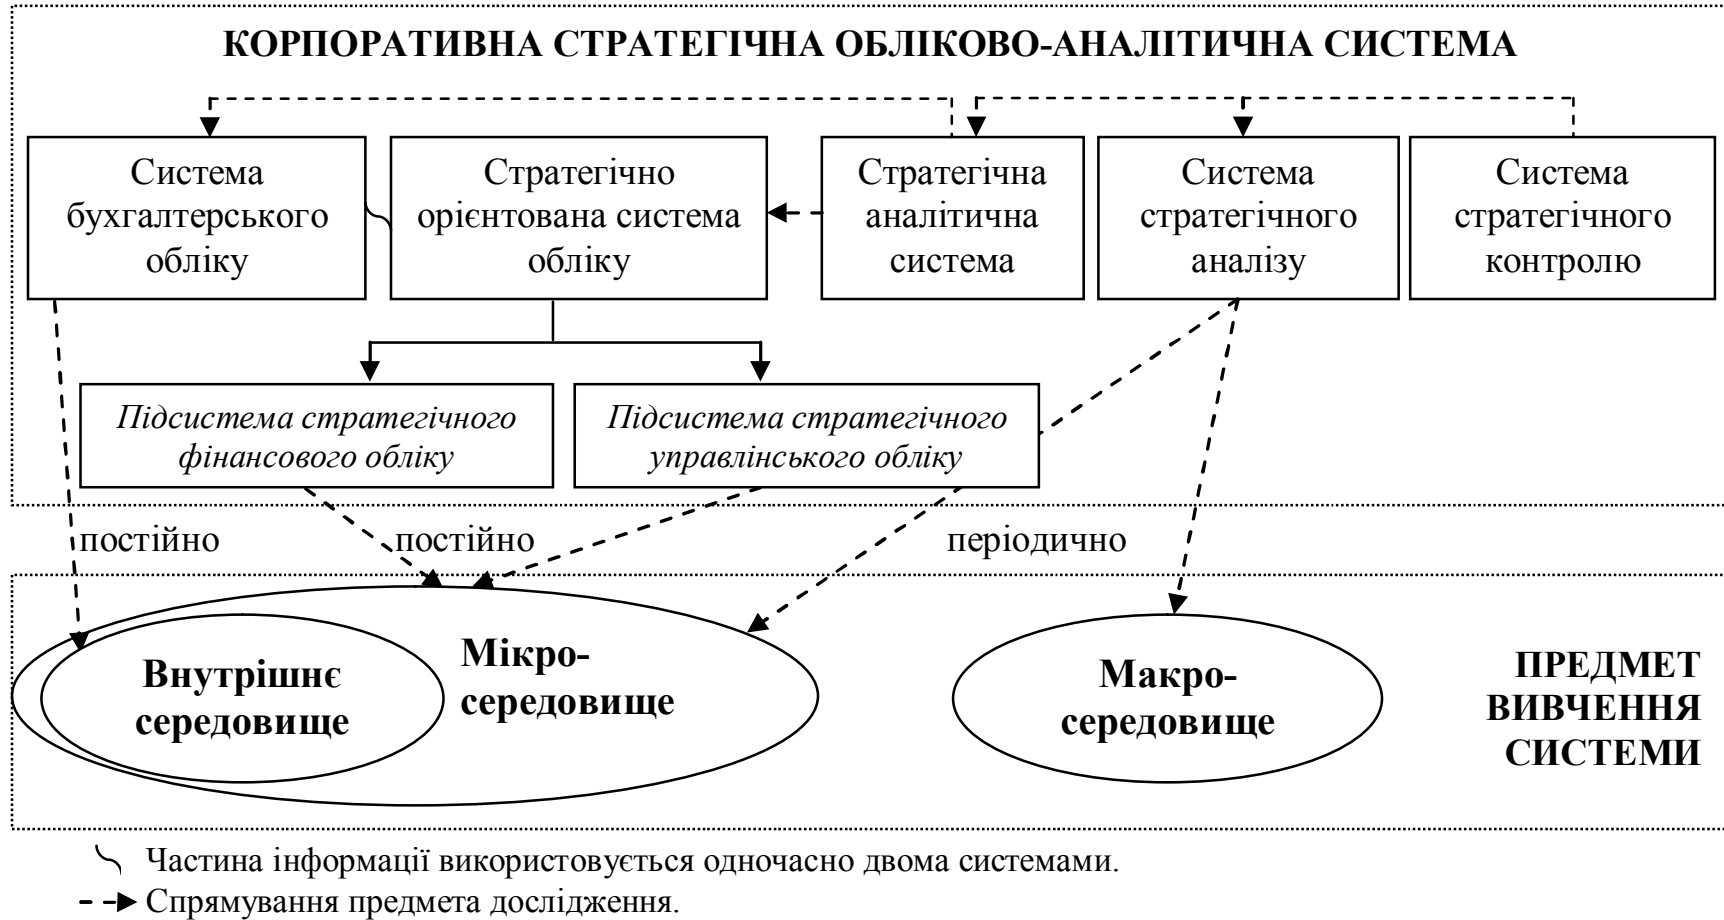 КОРПОРАТИВНА СТРАТЕГІЧНА ОБЛІКОВО-АНАЛІТИЧНА СИСТЕМА
Система
бухгалтерського
обліку
Стратегічно
орієнтована система
обліку
Стратегічна
аналітична
система
Система
стратегічного
аналізу
Система
стратегічного
контролю
Підсистема стратегічного
фінансового обліку
Підсистема стратегічного
управлінського обліку
постійно
постійно
періодично
Внутрішнє
середовище
Мікро-
середовище
Макро-
середовище
ПРЕДМЕТ
ВИВЧЕННЯ
СИСТЕМИ
Частина інформації використовується одночасно двома системами.
Спрямування предмета дослідження.